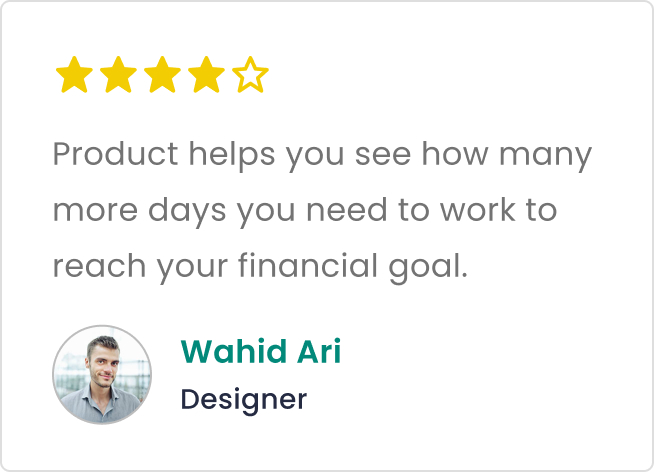 Product helps you see how many
more days you need to work to
reach your financial goal.
Wahid Ari
Designer